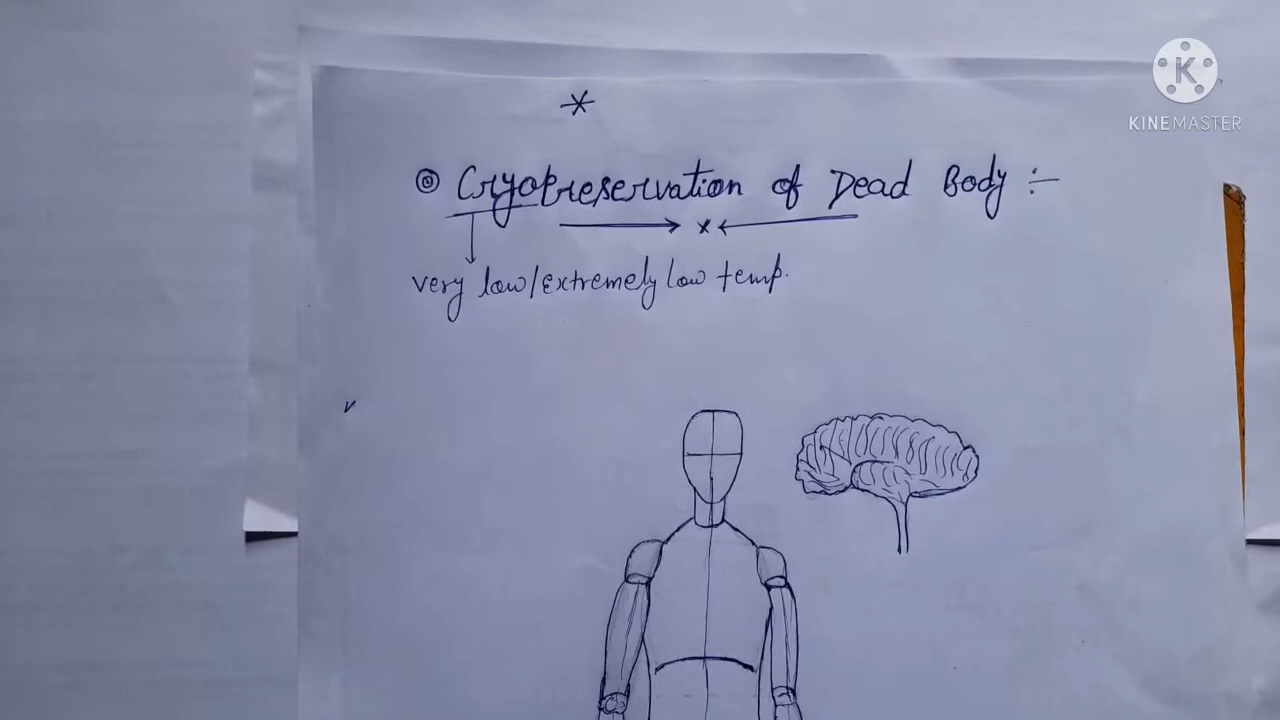 Cryopreservation of Dead Body :-
very low/extremely low temp.
KINEMASTER